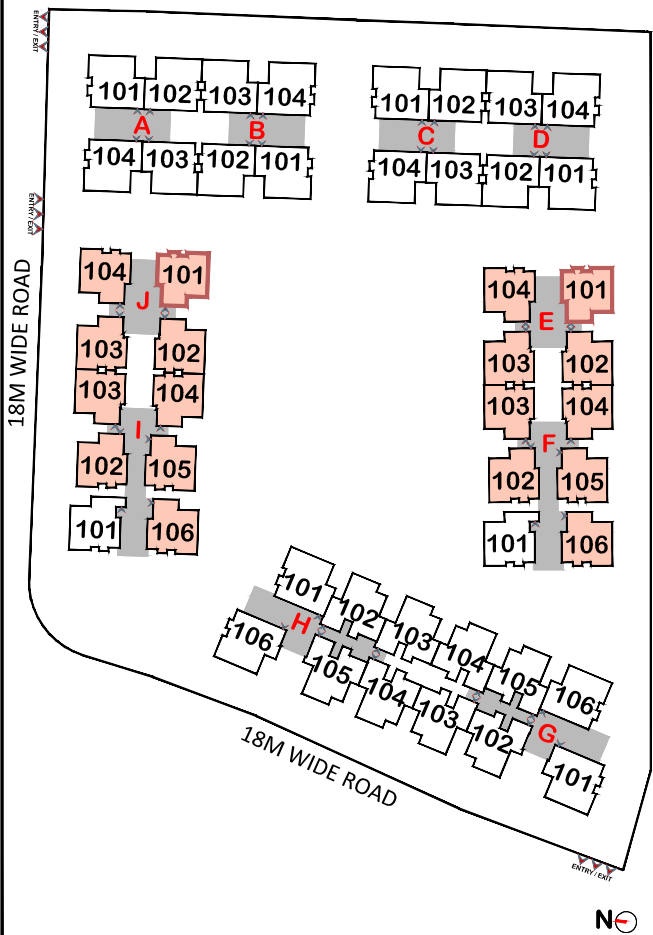 ENTRY / EXIT
101 102 103 104
A B
104 103 102 101
101 102 103 104
C D
104 103 102 101
ENTRY / EXIT
18M WIDE ROAD
104 101
J
103 102
103 104
I
102 105
101 106
104 101
E
103 102
103 104
F
102 105
101 106
101 102 103 104 105 106
H G
106 105 104 103 102 101
18M WIDE ROAD
ENTRY / EXIT
N